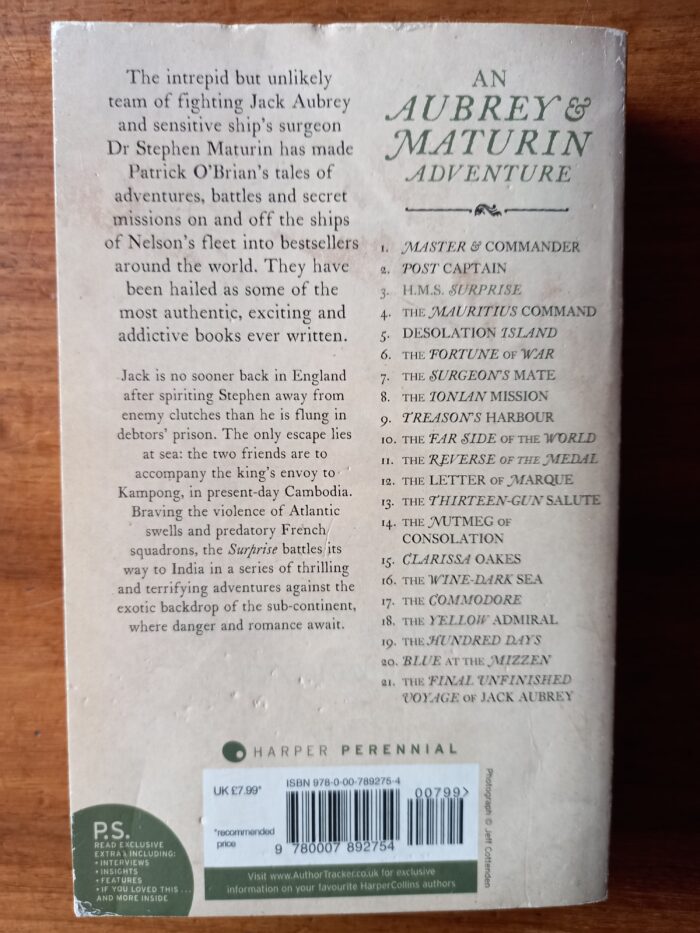 The intrepid but unlikely
team of fighting Jack Aubrey
and sensitive ship's surgeon
Dr Stephen Maturin has made
Patrick O'Brian's tales of
adventures, battles and secret
missions on and off the ships
of Nelson's fleet into bestsellers
around the world. They have
been hailed as some of the
most authentic, exciting and
addictive books ever written.
Jack is no sooner back in England
after spiriting Stephen away from
enemy clutches than he is flung in
debtors' prison. The only escape lies
at sea: the two friends are to
accompany the king's envoy to
Kampong, in present-day Cambodia.
Braving the violence of Atlantic
swells and predatory French
squadrons, the Surprise battles its
way to India in a series of thrilling
and terrifying adventures against the
exotic backdrop of the sub-continent,
where danger and romance await.
AN
AUBREY &
MATURIN
ADVENTURE
1. MASTER & COMMANDER
2. POST CAPTAIN
3. H.M.S. SURPRISE
4. THE MAURITIUS COMMAND
5. DESOLATION ISLAND
6. THE FORTUNE OF WAR
7. THE SURGEON'S MATE
8. THE IONIAN MISSION
9. TREASON'S HARBOUR
10. THE FAR SIDE OF THE WORLD
11. THE REVERSE OF THE MEDAL
12. THE LETTER OF MARQUE
13. THE THIRTEEN-GUN SALUTE
14. THE NUTMEG OF
CONSOLATION
15. CLARISSA OAKES
16. THE WINE-DARK SEA
17. THE COMMODORE
18. THE YELLOW ADMIRAL
19. THE HUNDRED DAYS
20. BLUE AT THE MIZZEN
21. THE FINAL UNFINISHED
VOYAGE OF JACK AUBREY
HARPER PERENNIAL
P.S.
READ EXCLUSIVE
EXTRAS INCLUDING:
• INTERVIEWS
• INSIGHTS
• FEATURES
• IF YOU LOVED THIS...
AND MORE INSIDE
UK £7.99*
*recommended
price
ISBN 978-0-00-789275-4
00799>
9 780007 892754
Visit www.AuthorTracker.co.uk for exclusive
information on your favourite HarperCollins authors
Photograph © Jeff Cottenden